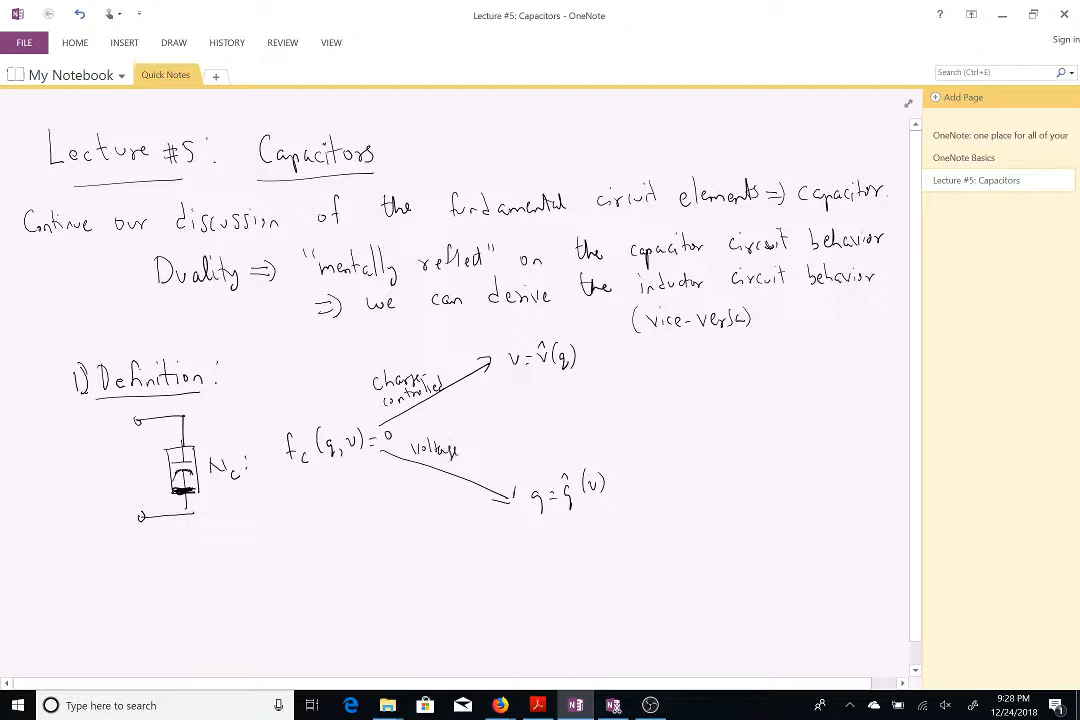 Lecture #5: Capacitors - OneNote
Sign in
FILE HOME INSERT DRAW HISTORY REVIEW VIEW
My Notebook
Quick Notes
Search (Ctrl+E)
Add Page
OneNote: one place for all of your
OneNote Basics
Lecture #5: Capacitors
Lecture #5: Capacitors
Continue our discussion of the fundamental circuit elements ⇒ capacitor.
Duality ⇒ "mentally reflect" on the capacitor circuit behavior
⇒ we can derive the inductor circuit behavior
(vice-versa)
1) Definition:
charge-
controlled
v = v̂(q)
N_c:
f_c(q,v)=0
voltage
q = q̂(v)
Type here to search
9:28 PM
12/24/2018
1